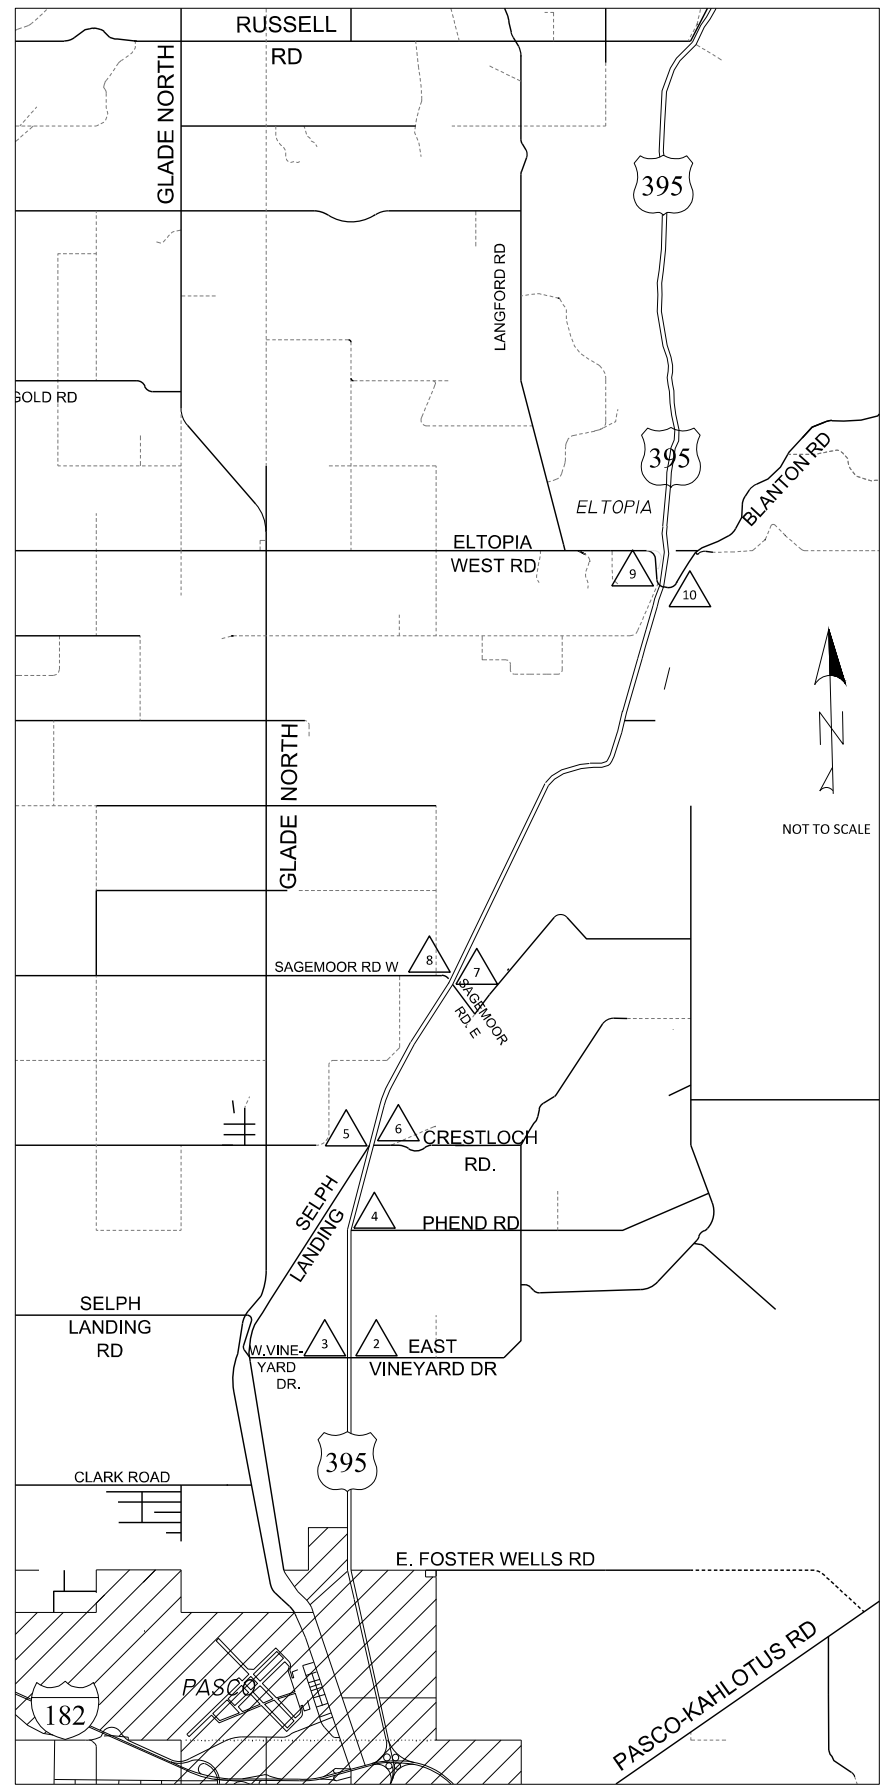 RUSSELL
RD
GLADE NORTH
395
LANGFORD RD
GOLD RD
395
BLANTON RD
ELTOPIA
ELTOPIA
WEST RD
9
10
GLADE NORTH
N
NOT TO SCALE
8
SAGEMOOR RD W
7
SAGEMOOR
RD. E
5
6
CRESTLOCH
RD.
SELPH
LANDING
4
PHEND RD
SELPH
LANDING
RD
3
2
W.VINE-
YARD
DR.
EAST
VINEYARD DR
395
CLARK ROAD
E. FOSTER WELLS RD
PASCO-KAHLOTUS RD
PASCO
182